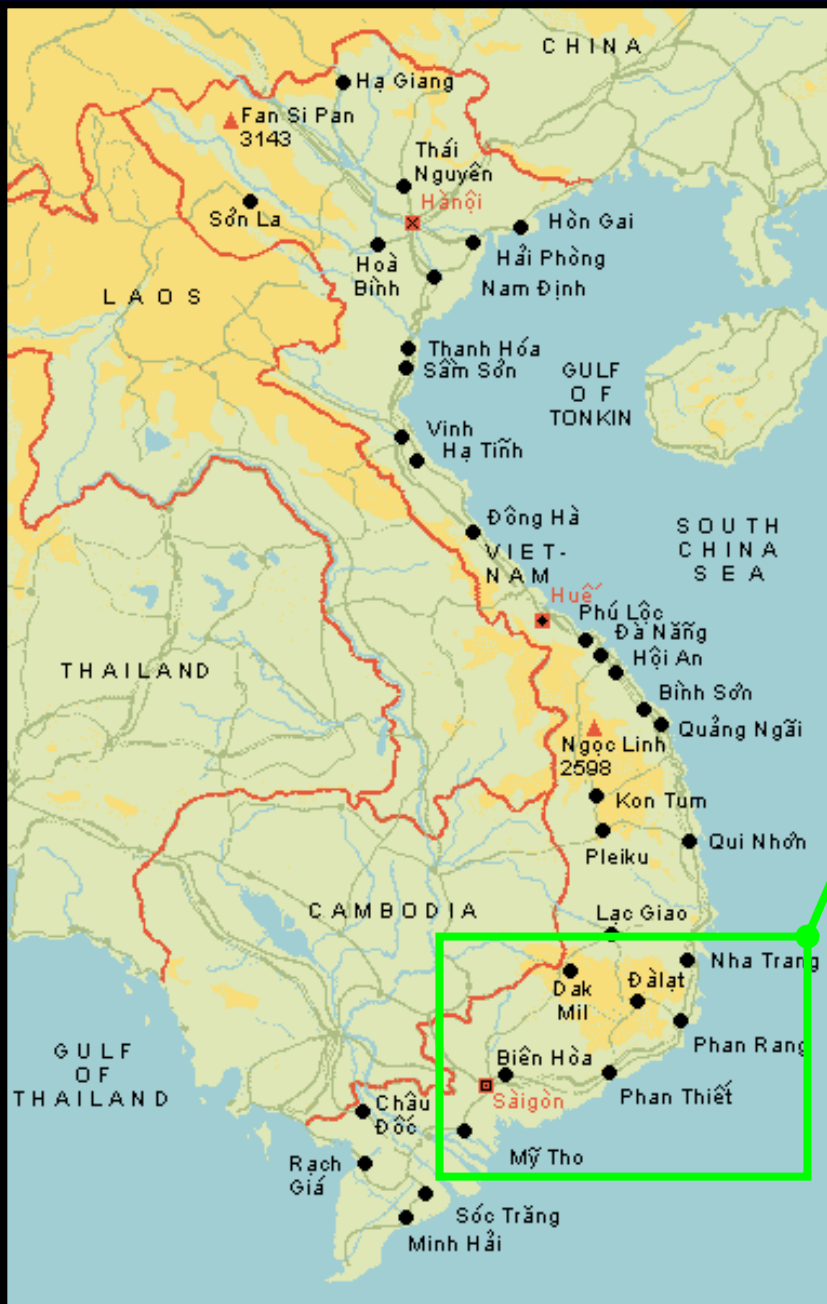 CHINA
Hạ Giang
Fan Si Pan
3143
Thái
Nguyên
Hànội
Sơn La
Hòn Gai
Hoà
Bình
Hải Phòng
Nam Định
LAOS
Thanh Hóa
Sầm Sơn
GULF
OF
TONKIN
Vinh
Hạ Tĩnh
Đông Hà
SOUTH
CHINA
SEA
VIET-
NAM
Huế
Phú Lộc
Đà Nẵng
Hội An
THAILAND
Bình Sơn
Quảng Ngãi
Ngọc Linh
2598
Kon Tum
Pleiku
Qui Nhơn
CAMBODIA
Lạc Giao
Nha Trang
Dak
Mil
Đàlạt
Phan Rang
GULF
OF
THAILAND
Biên Hòa
Sàigòn
Phan Thiết
Châu
Đốc
Mỹ Tho
Rạch
Giá
Sóc Trăng
Minh Hải